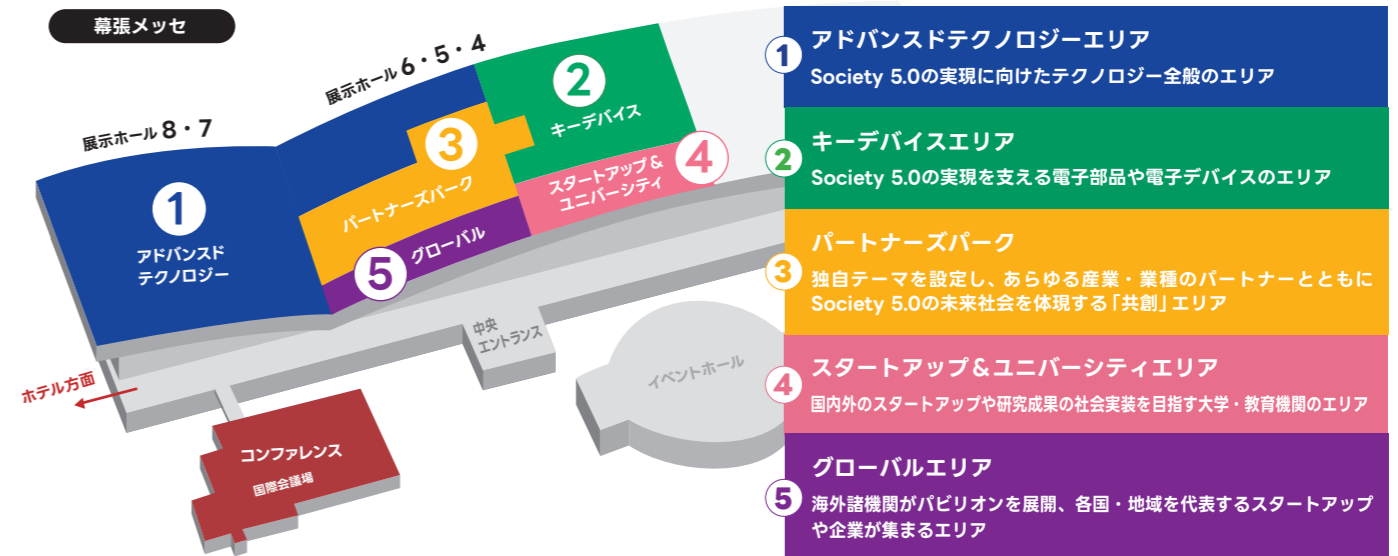 幕張メッセ
展示ホール 8・7
展示ホール 6・5・4
1
アドバンスド
テクノロジー
2
キーデバイス
3
パートナーズパーク
4
スタートアップ&
ユニバーシティ
5
グローバル
中央
エントランス
イベントホール
ホテル方面
コンファレンス
国際会議場
1
アドバンスドテクノロジーエリア
Society 5.0の実現に向けたテクノロジー全般のエリア
2
キーデバイスエリア
Society 5.0の実現を支える電子部品や電子デバイスのエリア
3
パートナーズパーク
独自テーマを設定し、あらゆる産業・業種のパートナーとともに
Society 5.0の未来社会を体現する「共創」エリア
4
スタートアップ&ユニバーシティエリア
国内外のスタートアップや研究成果の社会実装を目指す大学・教育機関のエリア
5
グローバルエリア
海外諸機関がパビリオンを展開、各国・地域を代表するスタートアップ
や企業が集まるエリア